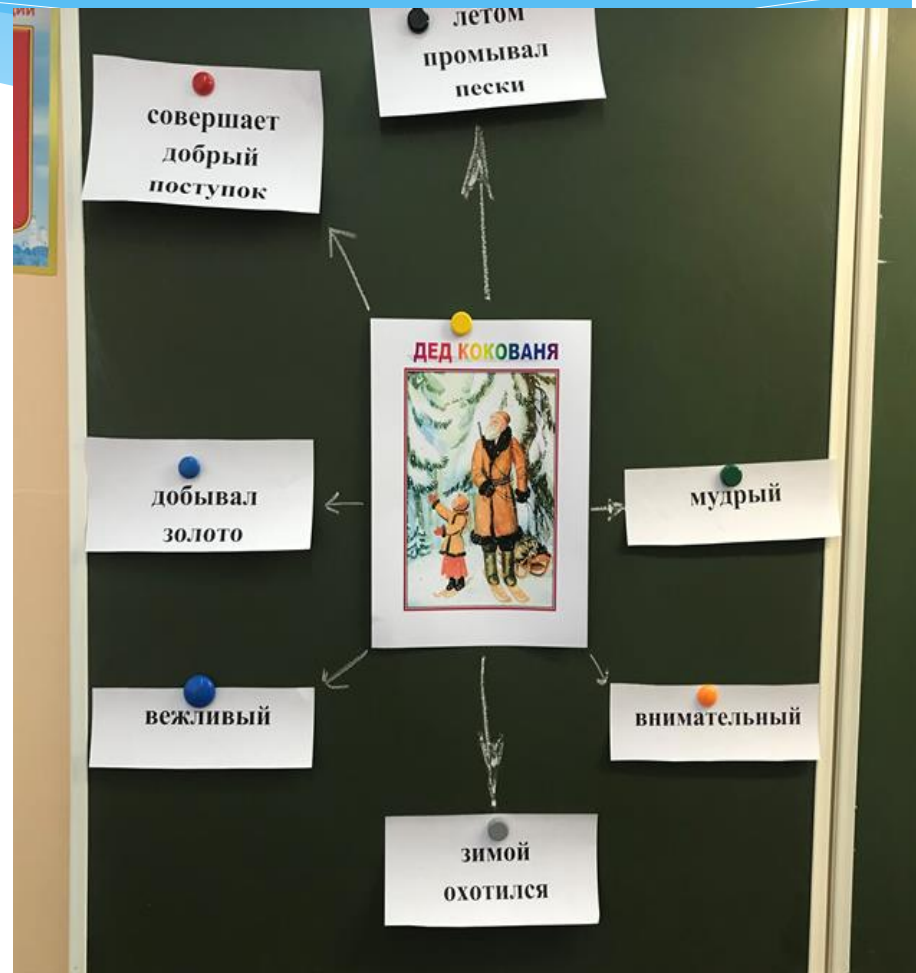 летом
промывал
пески
совершает
добрый
поступок
ДЕД КОКОВАНЯ
добывал
золото
мудрый
вежливый
внимательный
зимой
охотился